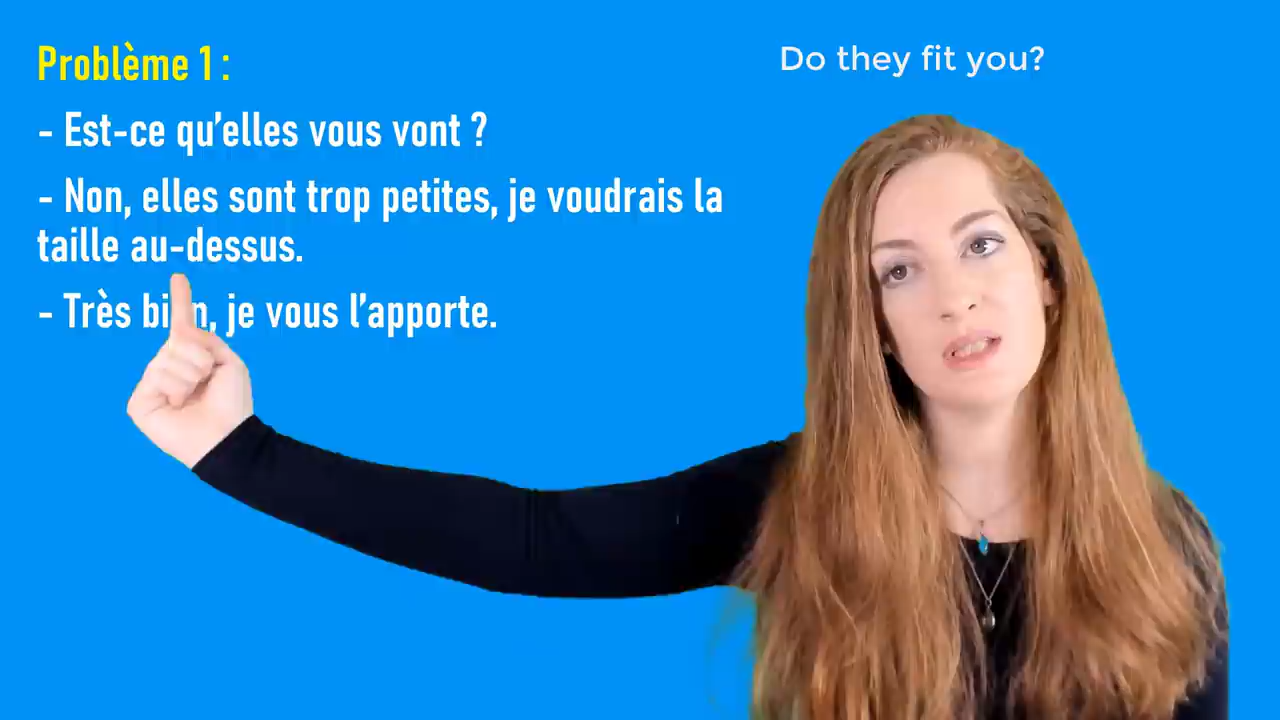 Problème 1 :
- Est-ce qu'elles vous vont ?
- Non, elles sont trop petites, je voudrais la
taille au-dessus.
- Très bien, je vous l'apporte.
Do they fit you?